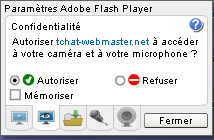 Paramètres Adobe Flash Player
Confidentialité
Autoriser tchat-webmaster.net à accéder
à votre caméra et à votre microphone ?
Autoriser
Refuser
Mémoriser
Fermer